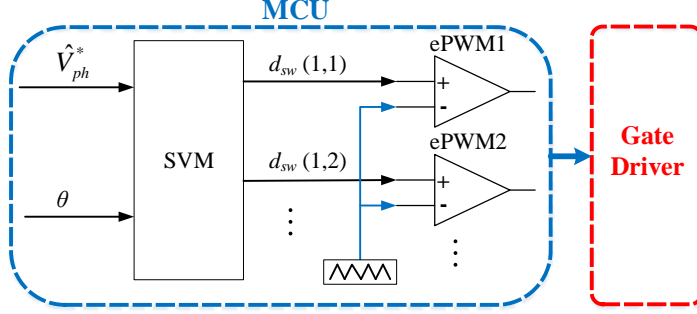 MCU
V̂*ph
dsw (1,1)
ePWM1
+
-
SVM
ePWM2
θ
dsw (1,2)
+
-
Gate
Driver